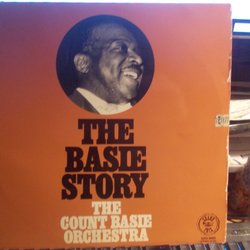 THE
BASIE
STORY
THE
COUNT BASIE
ORCHESTRA